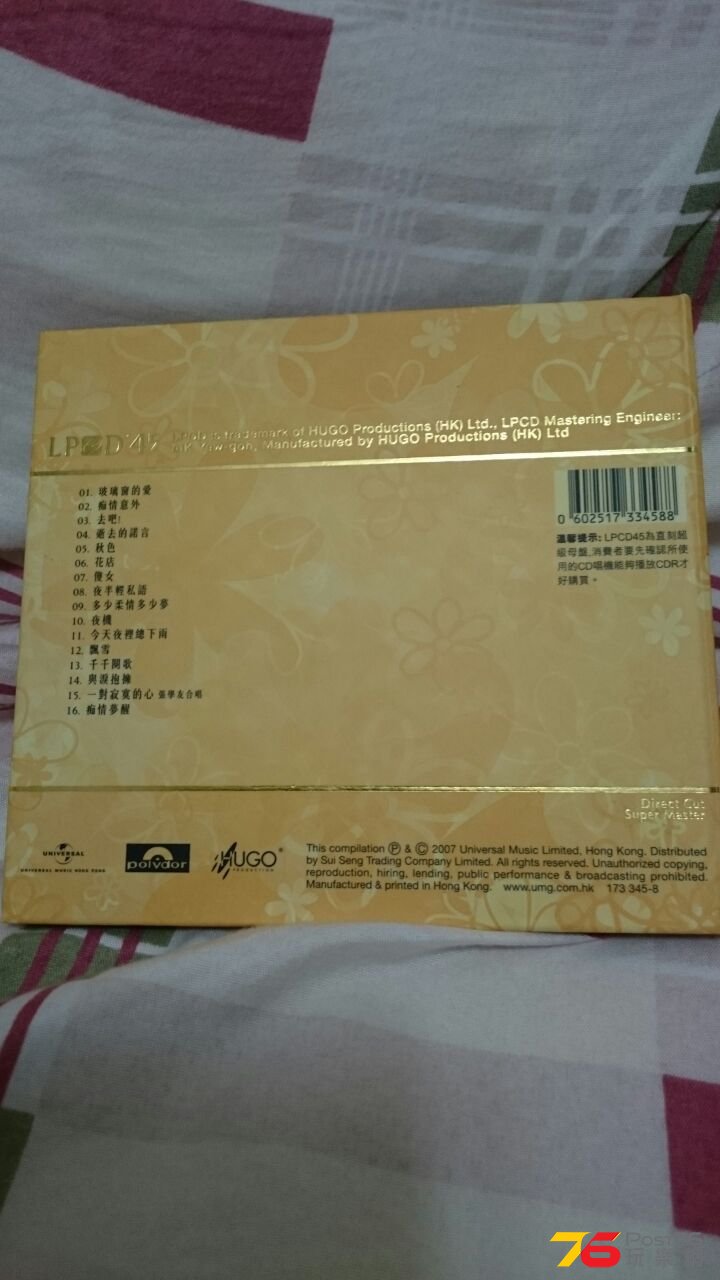 LPCD45
LPCD is trademark of HUGO Productions (HK) Ltd., LPCD Mastering Engineer:
Aik Yew-goh, Manufactured by HUGO Productions (HK) Ltd
01. 玻璃窗的愛
02. 痴情意外
03. 去吧!
04. 逝去的諾言
05. 秋色
06. 花店
07. 傻女
08. 夜半輕私語
09. 多少柔情多少夢
10. 夜機
11. 今天夜裡總下雨
12. 飄雪
13. 千千闋歌
14. 與淚抱擁
15. 一對寂寞的心 張學友合唱
16. 痴情夢醒
0 602517 334588
溫馨提示: LPCD45為直刻超
級母盤,消費者要先確認所使
用的CD唱機能夠播放CDR才
好購買。
Direct Cut
Super Master
UNIVERSAL
UNIVERSAL MUSIC HONG KONG
polydor
HUGO®
PRODUCTION
This compilation Ⓟ & © 2007 Universal Music Limited, Hong Kong. Distributed
by Sui Seng Trading Company Limited. All rights reserved. Unauthorized copying,
reproduction, hiring, lending, public performance & broadcasting prohibited.
Manufactured & printed in Hong Kong. www.umg.com.hk 173 345-8
76